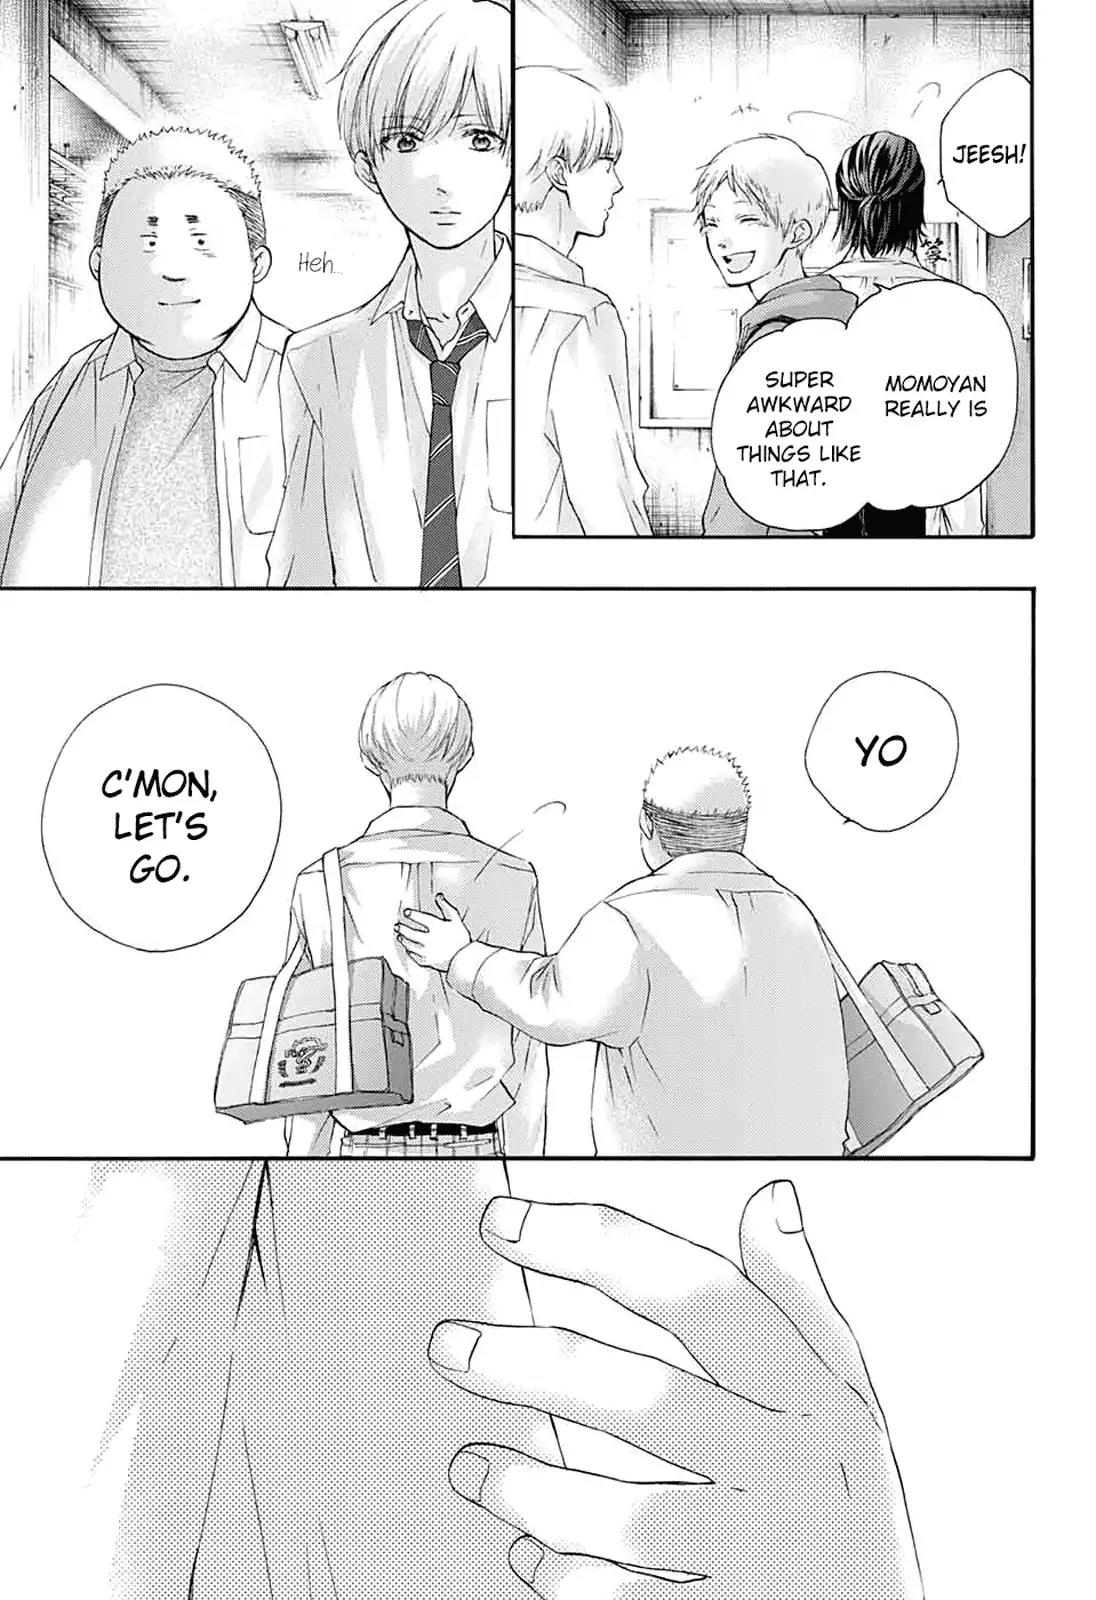 JEESH!
MOMOYAN
REALLY IS
SUPER
AWKWARD
ABOUT
THINGS LIKE
THAT.
Heh...
YO
C'MON,
LET'S
GO.